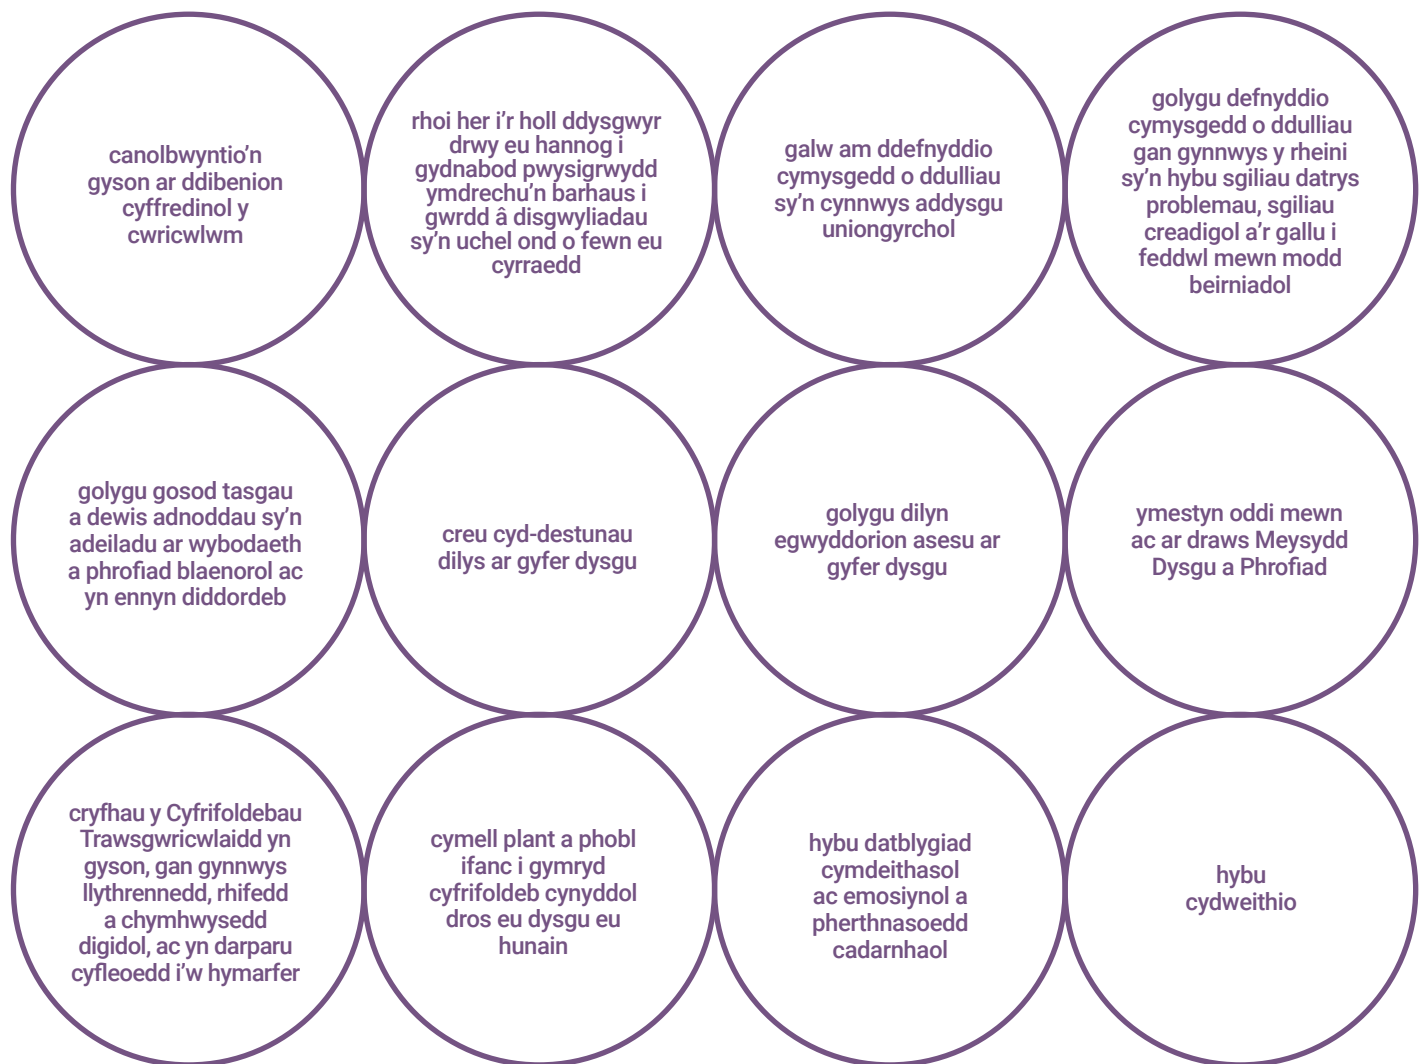 canolbwyntio'n
gyson ar ddibenion
cyffredinol y
cwricwlwm
rhoi her i'r holl ddysgwyr
drwy eu hannog i
gydnabod pwysigrwydd
ymdrechu'n barhaus i
gwrdd â disgwyliadau
sy'n uchel ond o fewn eu
cyrraedd
galw am ddefnyddio
cymysgedd o ddulliau
sy'n cynnwys addysgu
uniongyrchol
golygu defnyddio
cymysgedd o ddulliau
gan gynnwys y rheini
sy'n hybu sgiliau datrys
problemau, sgiliau
creadigol a'r gallu i
feddwl mewn modd
beirniadol
golygu gosod tasgau
a dewis adnoddau sy'n
adeiladu ar wybodaeth
a phrofiad blaenorol ac
yn ennyn diddordeb
creu cyd-destunau
dilys ar gyfer dysgu
golygu dilyn
egwyddorion asesu ar
gyfer dysgu
ymestyn oddi mewn
ac ar draws Meysydd
Dysgu a Phrofiad
cryfhau y Cyfrifoldebau
Trawsgwricwlaidd yn
gyson, gan gynnwys
llythrennedd, rhifedd
a chymhwysedd
digidol, ac yn darparu
cyfleoedd i'w hymarfer
cymell plant a phobl
ifanc i gymryd
cyfrifoldeb cynyddol
dros eu dysgu eu
hunain
hybu datblygiad
cymdeithasol
ac emosiynol a
pherthnasoedd
cadarnhaol
hybu
cydweithio